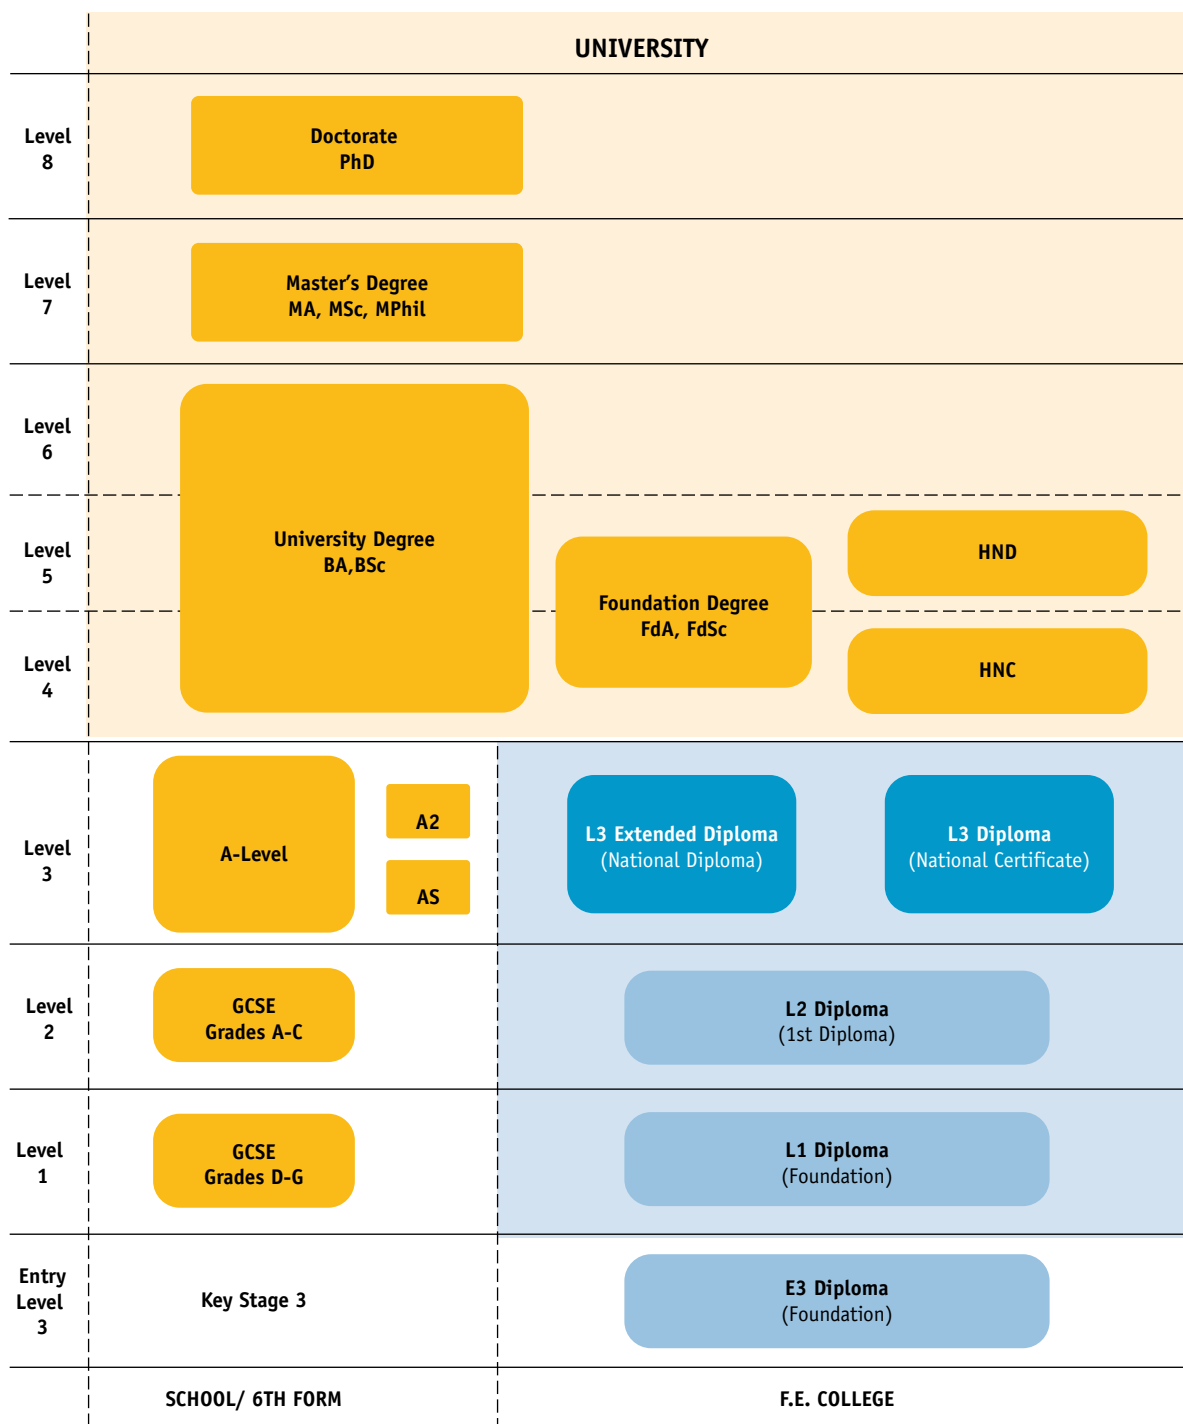 UNIVERSITY
Level
8
Doctorate
PhD
Level
7
Master's Degree
MA, MSc, MPhil
Level
6
Level
5
University Degree
BA,BSc
HND
Foundation Degree
FdA, FdSc
Level
4
HNC
Level
3
A-Level
A2
AS
L3 Extended Diploma
(National Diploma)
L3 Diploma
(National Certificate)
Level
2
GCSE
Grades A-C
L2 Diploma
(1st Diploma)
Level
1
GCSE
Grades D-G
L1 Diploma
(Foundation)
Entry
Level
3
Key Stage 3
E3 Diploma
(Foundation)
SCHOOL/ 6TH FORM
F.E. COLLEGE